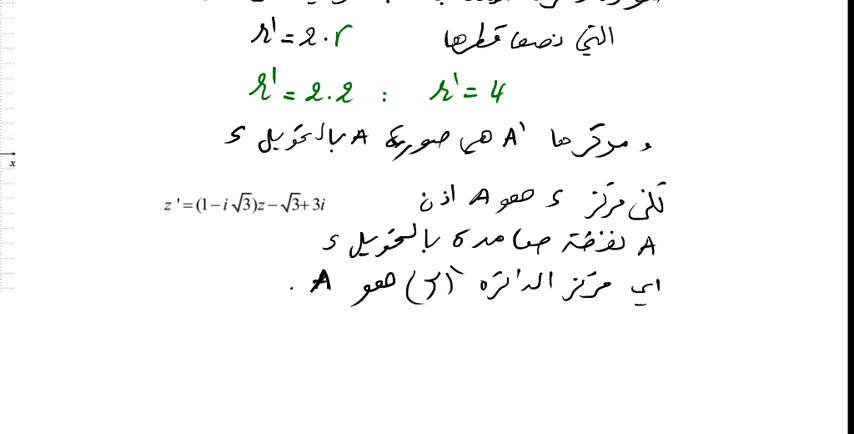 التي نصف قطرها r' = 2 . r
r' = 2 . 2 : r' = 4
و مركزها A' هي صورة A بالتحويل s
x
لكن مركز s هو A اذن
z ' = (1 − i√3)z − √3 + 3i
A نقطة صامدة بالتحويل s
اي مركز الدائرة هو A .